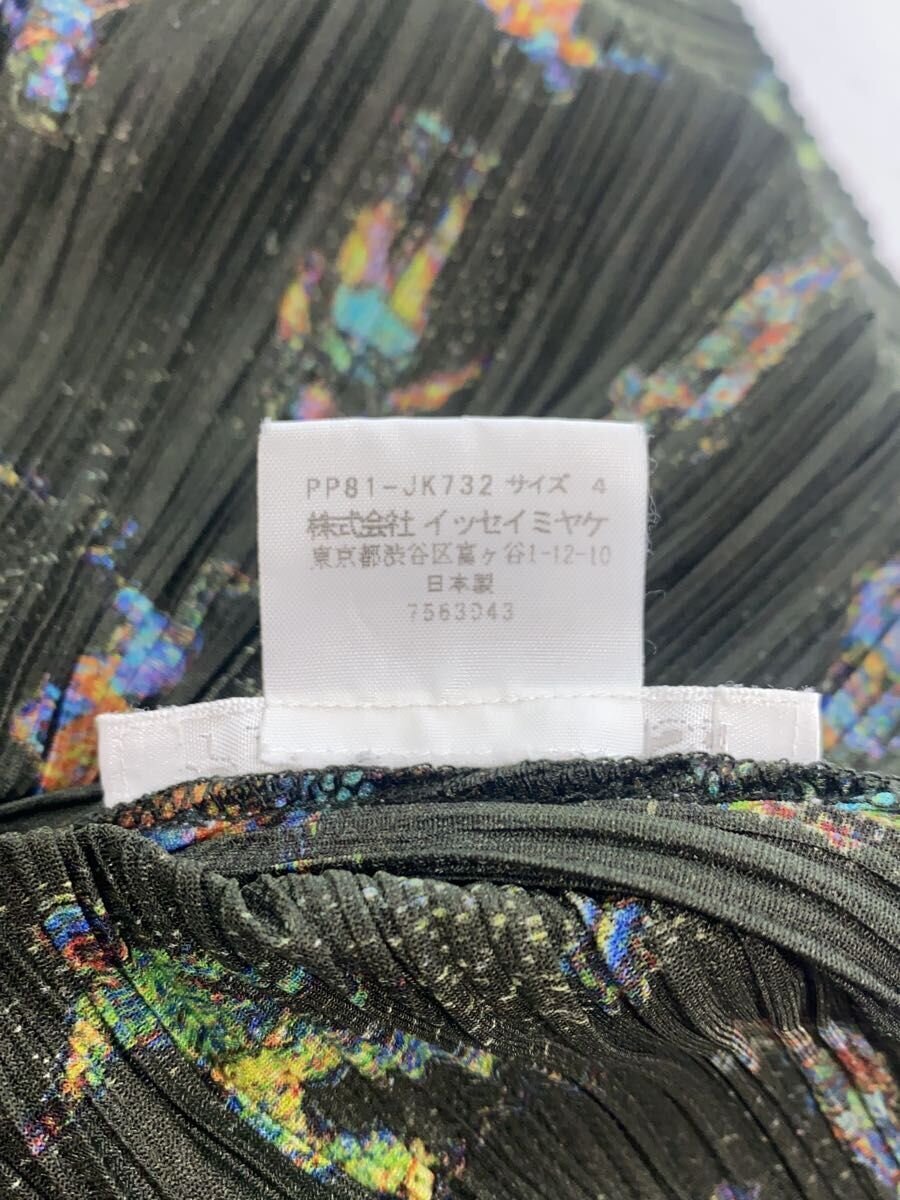 PP81-JK732 サイズ 4
株式会社 イッセイミヤケ
東京都渋谷区富ヶ谷1-12-10
日本製
7563943